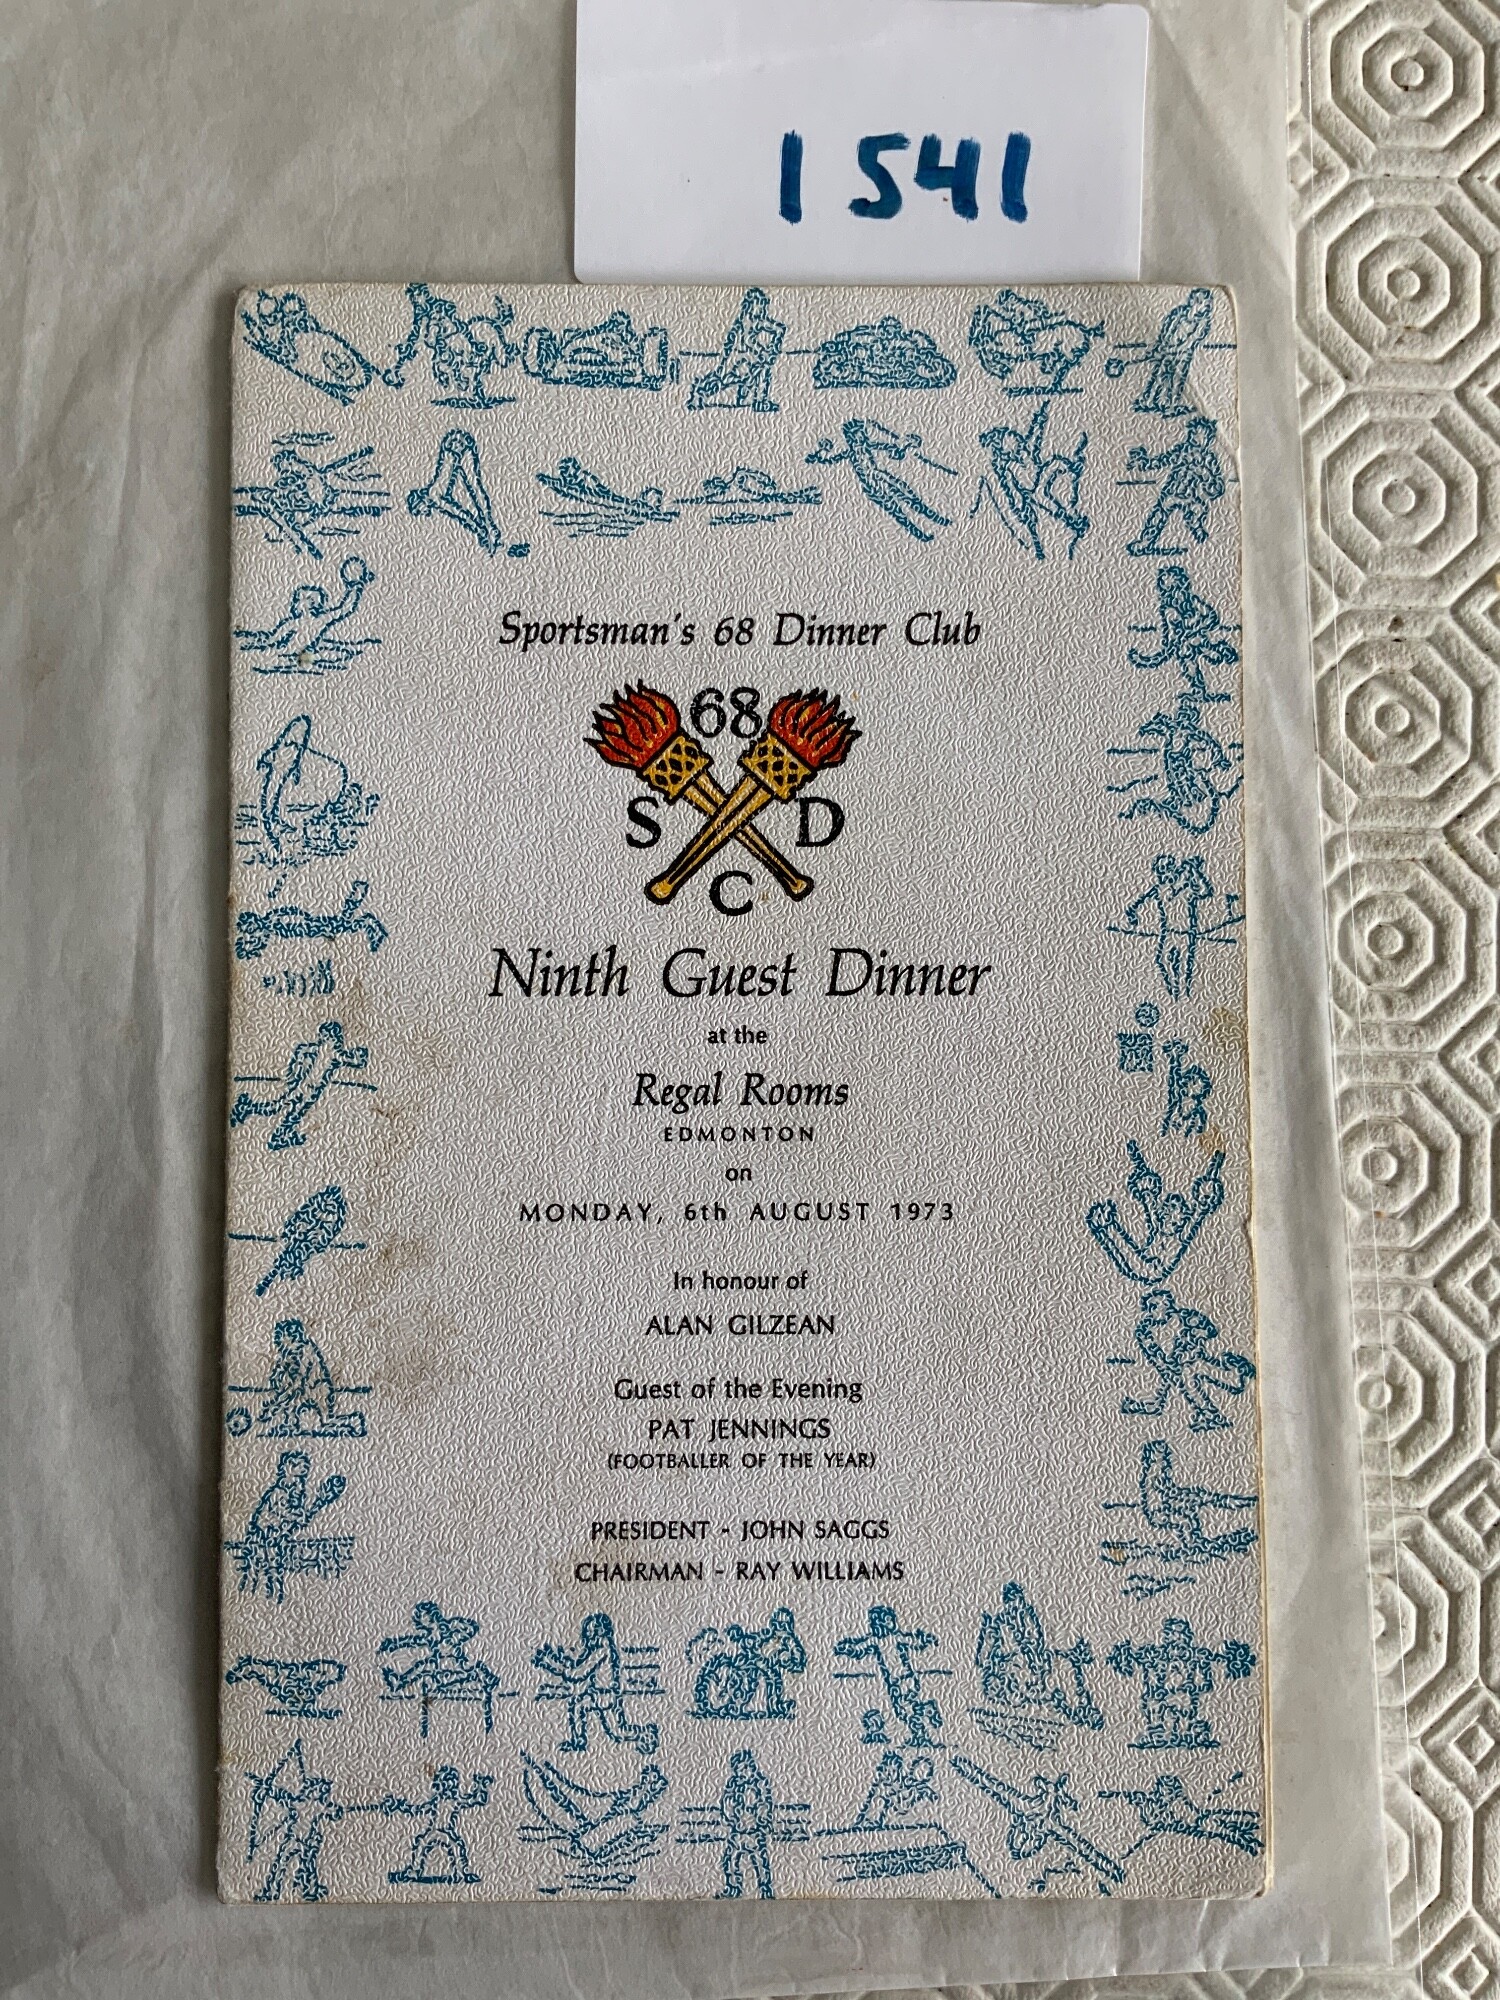 1541
Sportsman's 68 Dinner Club
68
S D
C
Ninth Guest Dinner
at the
Regal Rooms
EDMONTON
on
MONDAY, 6th AUGUST 1973
In honour of
ALAN GILZEAN
Guest of the Evening
PAT JENNINGS
(FOOTBALLER OF THE YEAR)
PRESIDENT - JOHN SAGGS
CHAIRMAN - RAY WILLIAMS